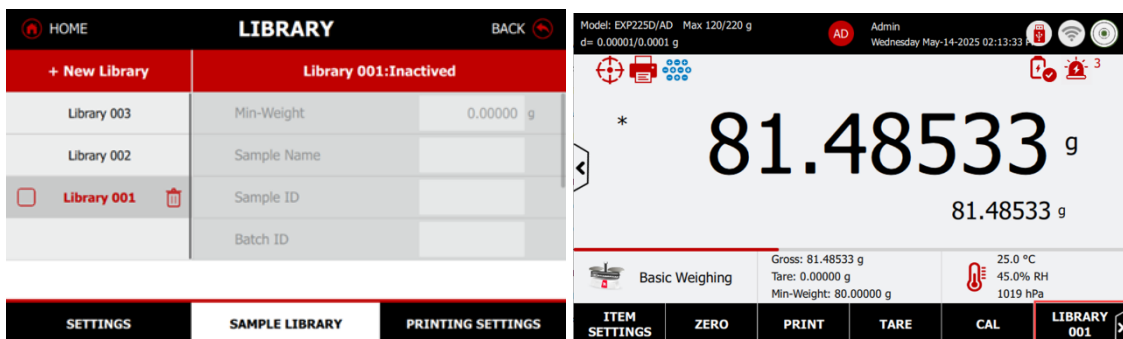 HOME LIBRARY BACK
+ New Library Library 001:Inactived
Library 003 Min-Weight 0.00000 g
Library 002 Sample Name
Library 001 Sample ID
Batch ID
SETTINGS SAMPLE LIBRARY PRINTING SETTINGS
Model: EXP225D/AD Max 120/220 g
d= 0.00001/0.0001 g
AD
Admin
Wednesday May-14-2025 02:13:33
3
*
81.48533 g
81.48533 g
Basic Weighing
Gross: 81.48533 g
Tare: 0.00000 g
Min-Weight: 80.00000 g
25.0 °C
45.0% RH
1019 hPa
ITEM SETTINGS
ZERO
PRINT
TARE
CAL
LIBRARY 001